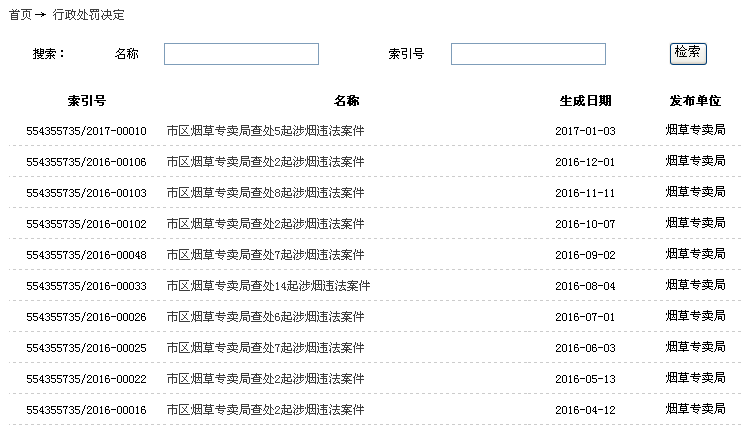 首页→ 行政处罚决定
搜索： 名称 索引号 检索
索引号 名称 生成日期 发布单位
554355735/2017-00010 市区烟草专卖局查处5起涉烟违法案件 2017-01-03 烟草专卖局
554355735/2016-00106 市区烟草专卖局查处2起涉烟违法案件 2016-12-01 烟草专卖局
554355735/2016-00103 市区烟草专卖局查处8起涉烟违法案件 2016-11-11 烟草专卖局
554355735/2016-00102 市区烟草专卖局查处2起涉烟违法案件 2016-10-07 烟草专卖局
554355735/2016-00048 市区烟草专卖局查处7起涉烟违法案件 2016-09-02 烟草专卖局
554355735/2016-00033 市区烟草专卖局查处14起涉烟违法案件 2016-08-04 烟草专卖局
554355735/2016-00026 市区烟草专卖局查处6起涉烟违法案件 2016-07-01 烟草专卖局
554355735/2016-00025 市区烟草专卖局查处7起涉烟违法案件 2016-06-03 烟草专卖局
554355735/2016-00022 市区烟草专卖局查处2起涉烟违法案件 2016-05-13 烟草专卖局
554355735/2016-00016 市区烟草专卖局查处2起涉烟违法案件 2016-04-12 烟草专卖局